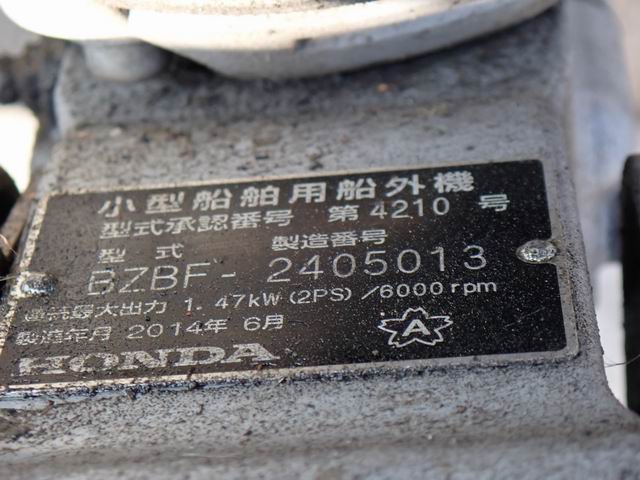 小型船舶用船外機
型式承認番号 第4210号
型式 製造番号
BZBF-2405013
連続最大出力 1.47kW(2PS)/6000rpm
製造年月 2014年 6月
A
HONDA